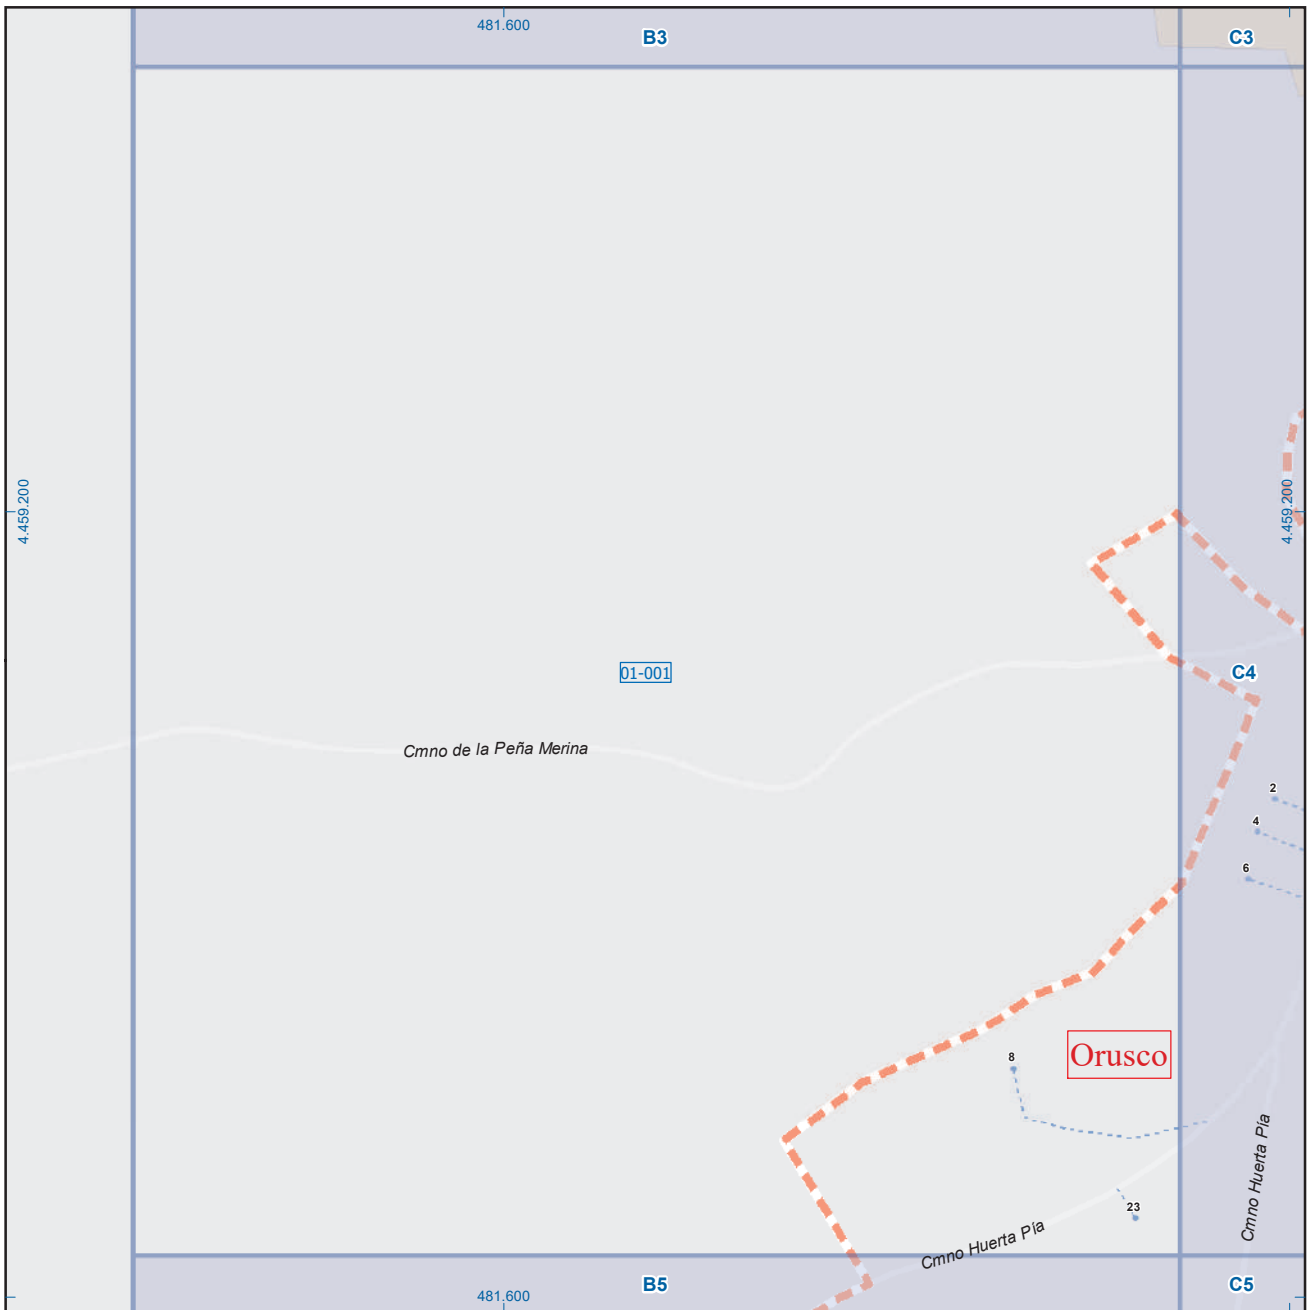 481.600
B3
C3
4.459.200
4.459.200
01-001
C4
Cmno de la Peña Merina
2
4
6
Orusco
8
23
Cmno Huerta Pía
Cmno Huerta Pía
B5
C5
481.600